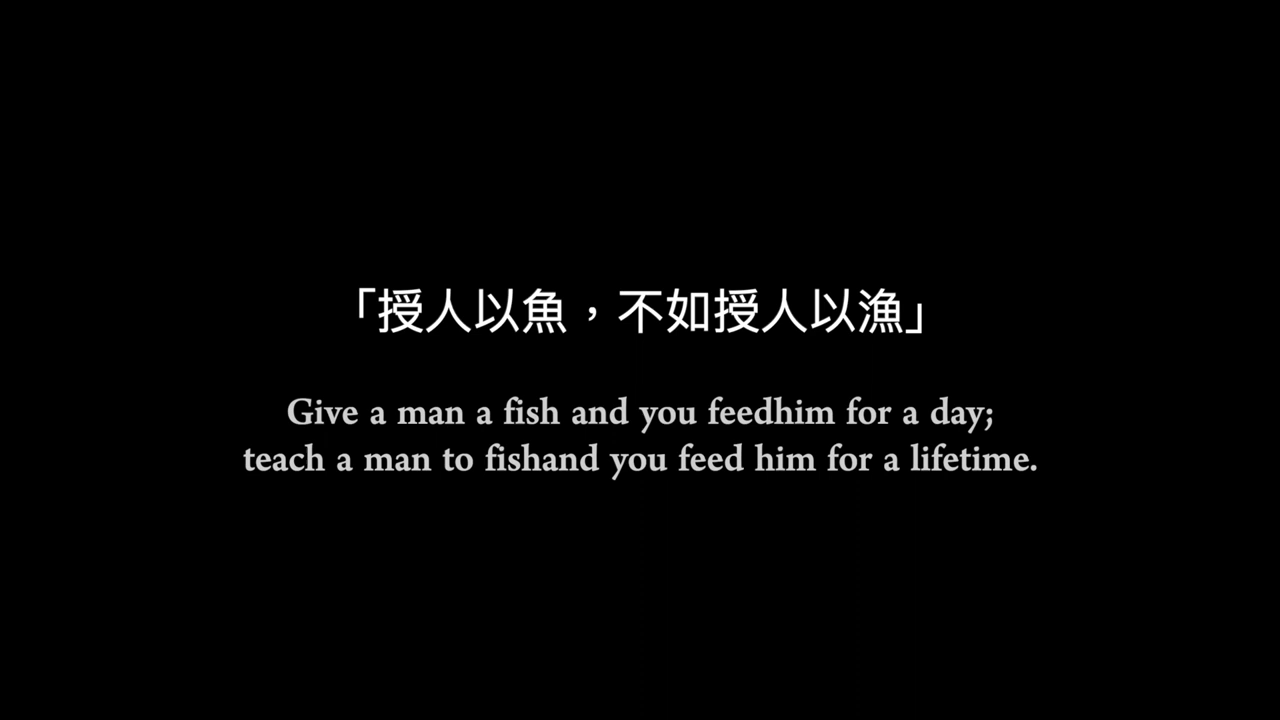 「授人以魚，不如授人以漁」
Give a man a fish and you feedhim for a day;
teach a man to fishand you feed him for a lifetime.